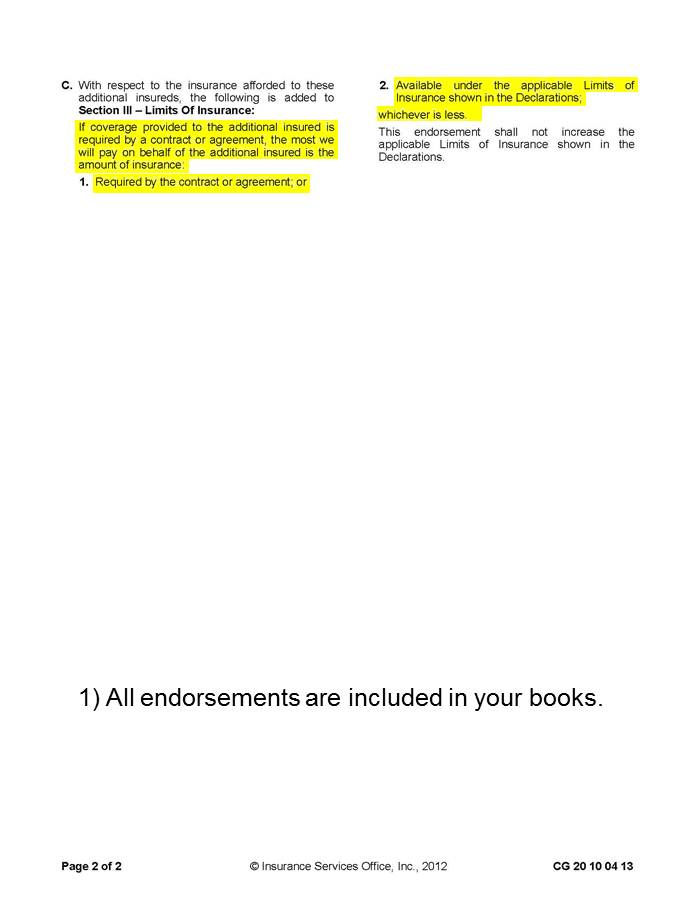 C. With respect to the insurance afforded to these
additional insureds, the following is added to
Section III – Limits Of Insurance:
If coverage provided to the additional insured is
required by a contract or agreement, the most we
will pay on behalf of the additional insured is the
amount of insurance:
1. Required by the contract or agreement; or
2. Available under the applicable Limits of
Insurance shown in the Declarations;
whichever is less.
This endorsement shall not increase the
applicable Limits of Insurance shown in the
Declarations.
1) All endorsements are included in your books.
Page 2 of 2 © Insurance Services Office, Inc., 2012 CG 20 10 04 13